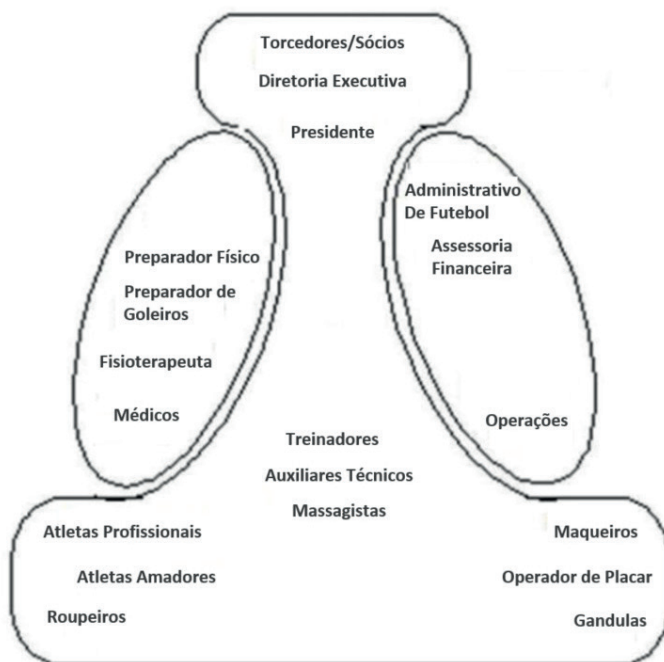 Torcedores/Sócios
Diretoria Executiva
Presidente
Administrativo
De Futebol
Assessoria
Financeira
Preparador Físico
Preparador de
Goleiros
Fisioterapeuta
Médicos
Operações
Treinadores
Auxiliares Técnicos
Massagistas
Atletas Profissionais
Maqueiros
Atletas Amadores
Operador de Placar
Roupeiros
Gandulas